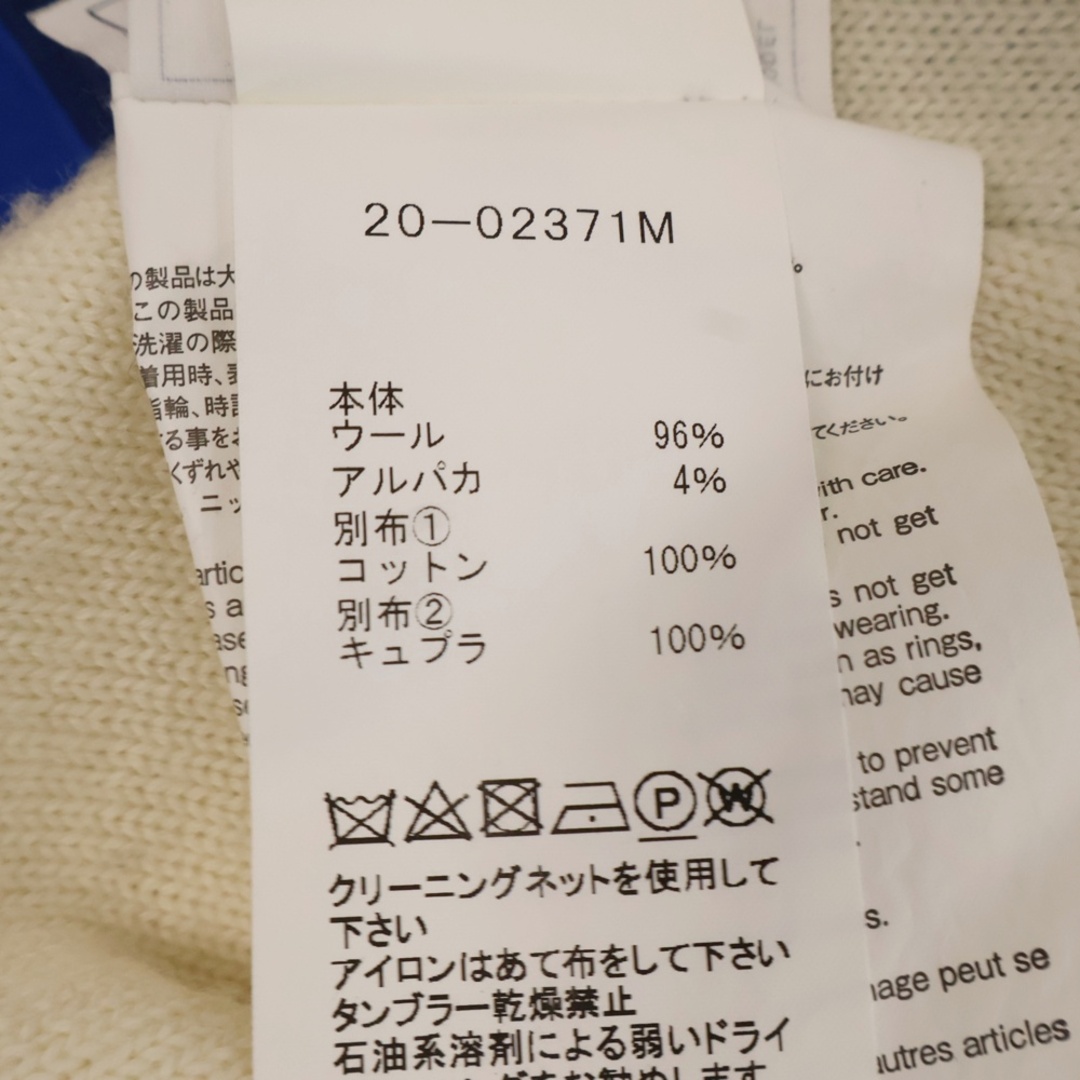 20-02371M
本体
ウール 96%
アルパカ 4%
別布①
コットン 100%
別布②
キュプラ 100%
P W
クリーニングネットを使用して
下さい
アイロンはあて布をして下さい
タンブラー乾燥禁止
石油系溶剤による弱いドライ
の製品は大
この製品
洗濯の際
着用時、
指輪、時
る事をお
くずれや
ニッ
にお付け
てください。
with care.
r.
not get
s not get
wearing.
n as rings,
may cause
to prevent
stand some
s.
age peut se
autres articles